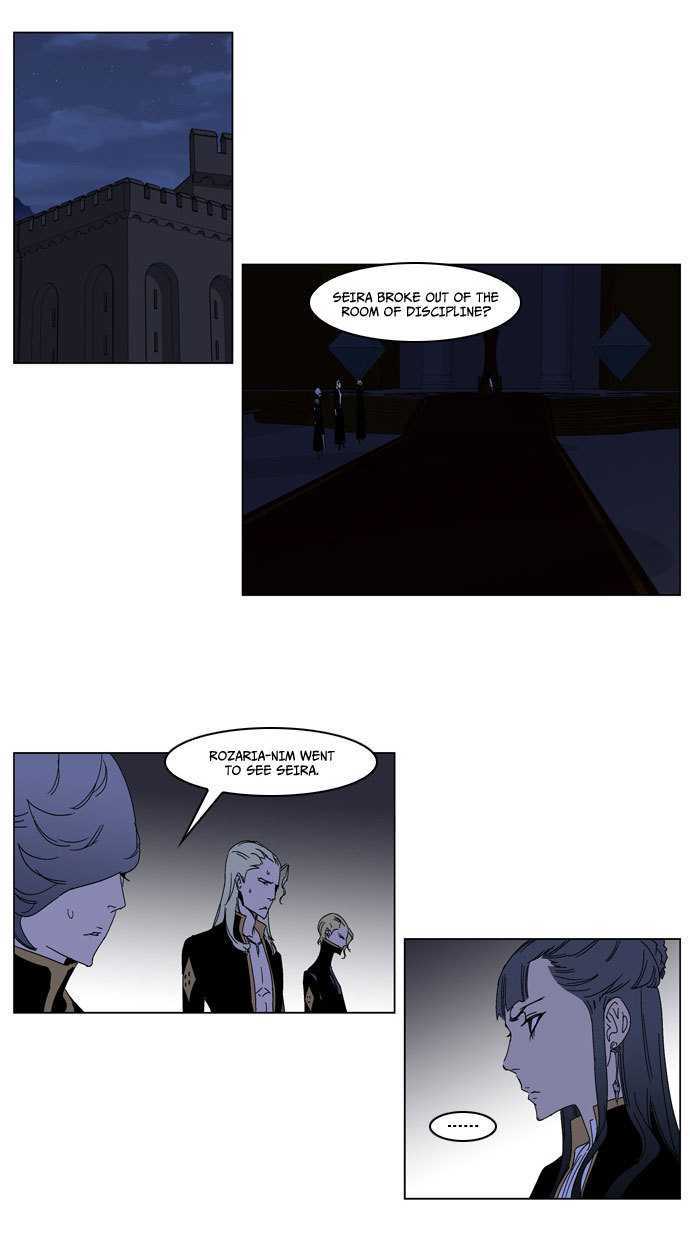 SEIRA BROKE OUT OF THE
ROOM OF DISCIPLINE?
ROZARIA-NIM WENT
TO SEE SEIRA.
------